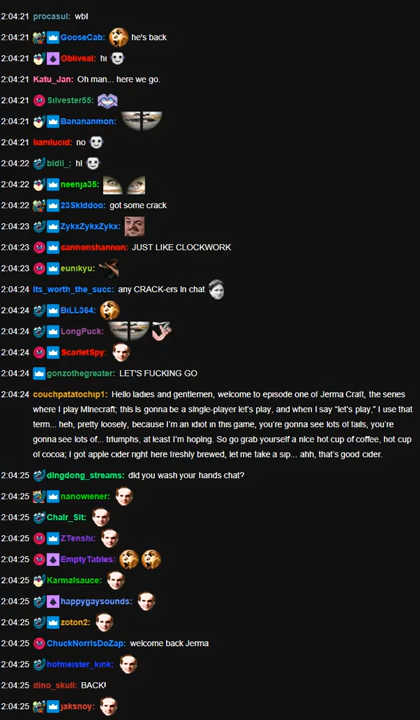 2:04:21 procasul: wbl
2:04:21 GooseCab: he's back
2:04:21 Obliveal: hi
2:04:21 Katu_Jan: Oh man... here we go.
2:04:21 Silvester55:
2:04:21 Banananmon:
2:04:21 liamlucid: no
2:04:22 bidli_: hi
2:04:22 neenja35:
2:04:22 23Skiddoo: got some crack
2:04:23 ZykxZykxZykx:
2:04:23 cannonshannon: JUST LIKE CLOCKWORK
2:04:23 eunikyu:
2:04:24 its_worth_the_succ: any CRACK-ers in chat
2:04:24 BiLL364:
2:04:24 LongPuck:
2:04:24 ScarletSpy:
2:04:24 gonzothegreater: LET'S FUCKING GO
2:04:24 couchpatatochip1: Hello ladies and gentlemen, welcome to episode one of Jerma Craft, the series
where I play Minecraft; this is gonna be a single-player let's play, and when I say "let's play," I use that
term... heh, pretty loosely, because I'm an idiot in this game, you're gonna see lots of fails, you're
gonna see lots of... triumphs, at least I'm hoping. So go grab yourself a nice hot cup of coffee, hot cup
of cocoa; I got apple cider right here freshly brewed, let me take a sip... ahh, that's good cider.
2:04:25 dingdong_streams: did you wash your hands chat?
2:04:25 nanowiener:
2:04:25 Chair_Sit:
2:04:25 ZTenshi:
2:04:25 EmptyTables:
2:04:25 Karmalsauce:
2:04:25 happygaysounds:
2:04:25 zoton2:
2:04:25 ChuckNorrisDoZap: welcome back Jerma
2:04:25 hofmeister_kink:
2:04:25 dino_skull: BACK!
2:04:25 jaksnoy: